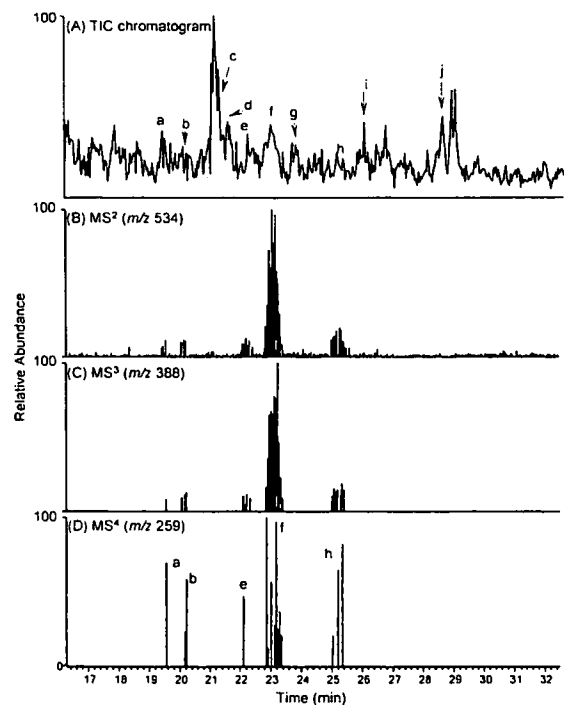 100
(A) TIC chromatogram
a
b
c
d
e
f
g
h
i
j
100
(B) MS² (m/z 534)
Relative Abundance
100
(C) MS³ (m/z 388)
100
(D) MS⁴ (m/z 259)
a
b
e
f
h
0
17 18 19 20 21 22 23 24 25 26 27 28 29 30 31 32
Time (min)